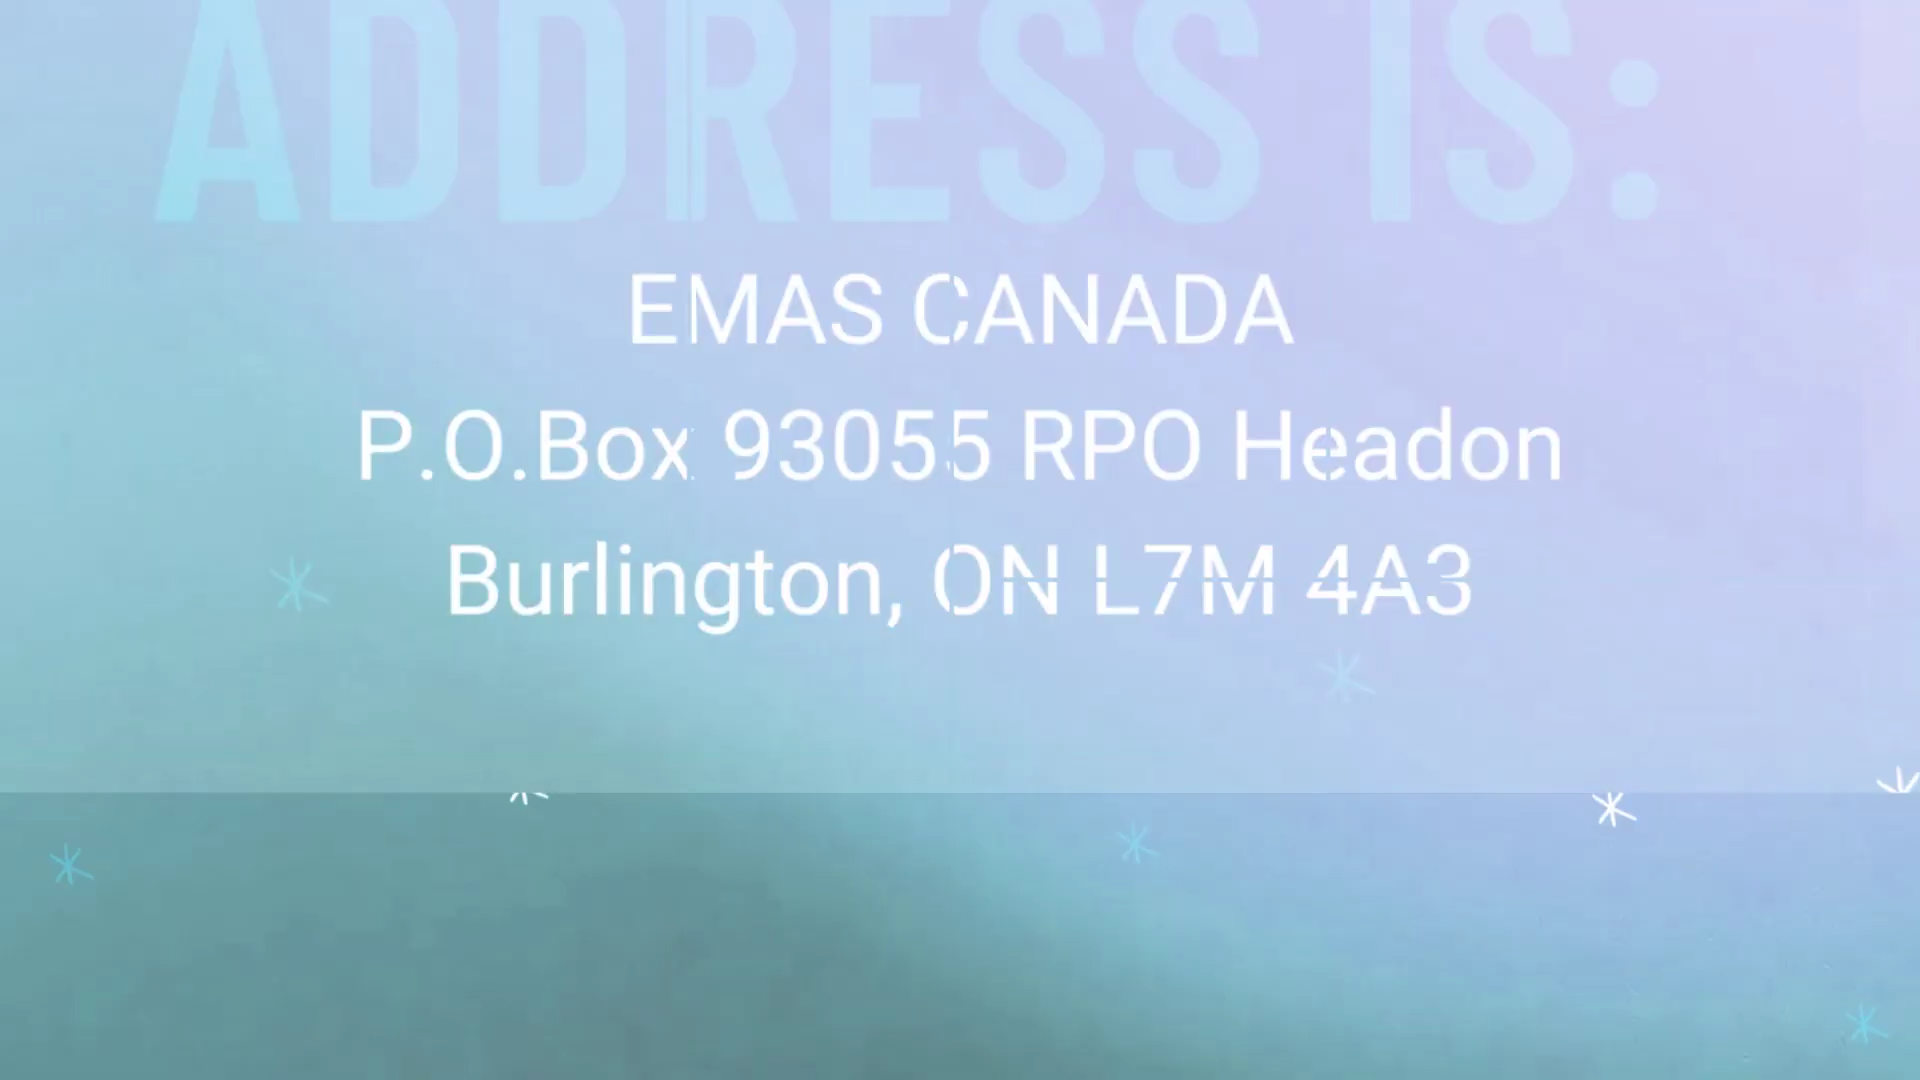 ADDRESS IS:
EMAS CANADA
P.O.Box 93055 RPO Headon
Burlington, ON L7M 4A3